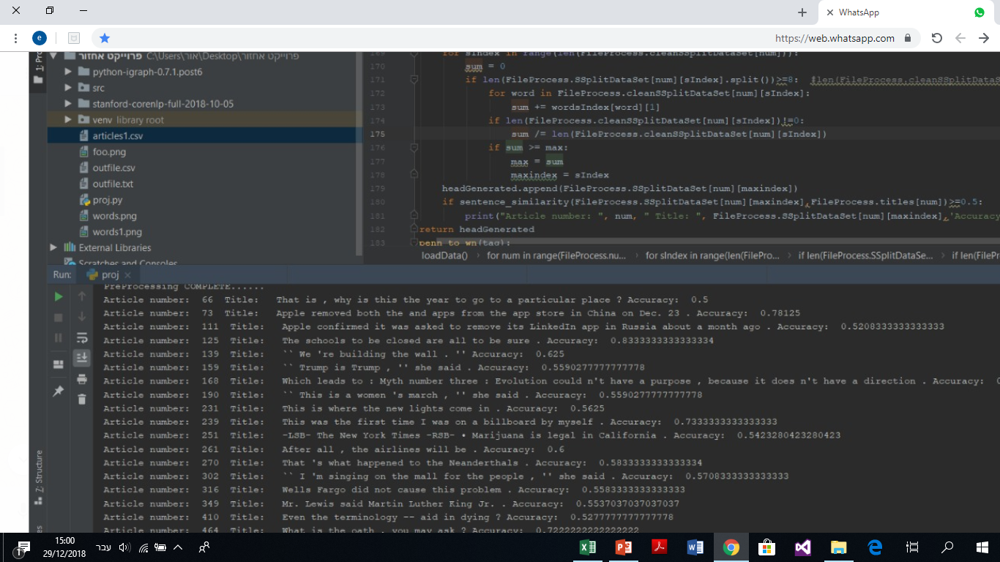 WhatsApp
https://web.whatsapp.com
פרוייקט אחזור C:\Users\אור\Desktop\פרוייקט אחזור
python-igraph-0.7.1.post6
src
stanford-corenlp-full-2018-10-05
venv library root
articles1.csv
foo.png
outfile.csv
outfile.txt
proj.py
words.png
words1.png
External Libraries
Scratches and Consoles
169 for sIndex in range(len(FileProcess.cleanSSplitDataSet[num])):
170 sum = 0
171 if len(FileProcess.SSplitDataSet[num][sIndex].split())>=8: #len(FileProcess.cleanSSplitDataS
172 for word in FileProcess.cleanSSplitDataSet[num][sIndex]:
173 sum += wordsIndex[word][1]
174 if len(FileProcess.cleanSSplitDataSet[num][sIndex])!=0:
175 sum /= len(FileProcess.cleanSSplitDataSet[num][sIndex])
176 if sum >= max:
177 max = sum
178 maxindex = sIndex
179 headGenerated.append(FileProcess.SSplitDataSet[num][maxindex])
180 if sentence_similarity(FileProcess.SSplitDataSet[num][maxindex],FileProcess.titles[num])>=0.5:
181 print("Article number: ", num, " Title: ", FileProcess.SSplitDataSet[num][maxindex],'Accuracy
182 return headGenerated
183 penn_to_wn(tag):
loadData() › for num in range(FileProcess.nu... › for sIndex in range(len(FilePro... › if len(FileProcess.SSplitDataSe... › if len(FilePr
1: Pro
Run: proj
PreProcessing COMPLETE......
Article number: 66 Title: That is , why is this the year to go to a particular place ? Accuracy: 0.5
Article number: 73 Title: Apple removed both the and apps from the app store in China on Dec. 23 . Accuracy: 0.78125
Article number: 111 Title: Apple confirmed it was asked to remove its LinkedIn app in Russia about a month ago . Accuracy: 0.5208333333333333
Article number: 125 Title: The schools to be closed are all to be sure . Accuracy: 0.8333333333333334
Article number: 139 Title: `` We 're building the wall . '' Accuracy: 0.625
Article number: 159 Title: `` Trump is Trump , '' she said . Accuracy: 0.5590277777777778
Article number: 168 Title: Which leads to : Myth number three : Evolution could n't have a purpose , because it does n't have a direction . Accuracy: 0
Article number: 190 Title: `` This is a women 's march , '' she said . Accuracy: 0.5590277777777778
Article number: 231 Title: This is where the new lights come in . Accuracy: 0.5625
Article number: 239 Title: This was the first time I was on a billboard by myself . Accuracy: 0.7333333333333333
Article number: 251 Title: -LSB- The New York Times -RSB- • Marijuana is legal in California . Accuracy: 0.5423280423280423
Article number: 261 Title: After all , the airlines will be . Accuracy: 0.6
Article number: 270 Title: That 's what happened to the Neanderthals . Accuracy: 0.5833333333333334
Article number: 302 Title: `` I 'm singing on the mall for the people , '' she said . Accuracy: 0.5708333333333333
Article number: 316 Title: Wells Fargo did not cause this problem . Accuracy: 0.5583333333333333
Article number: 349 Title: Mr. Lewis said Martin Luther King Jr. . Accuracy: 0.5537037037037037
Article number: 410 Title: Even the terminology -- aid in dying ? Accuracy: 0.5277777777777778
Article number: 464 Title: What is the oath , you may ask ? Accuracy: 0.7222222222222222
Z: Structure
15:00
29/12/2018
עבר
1